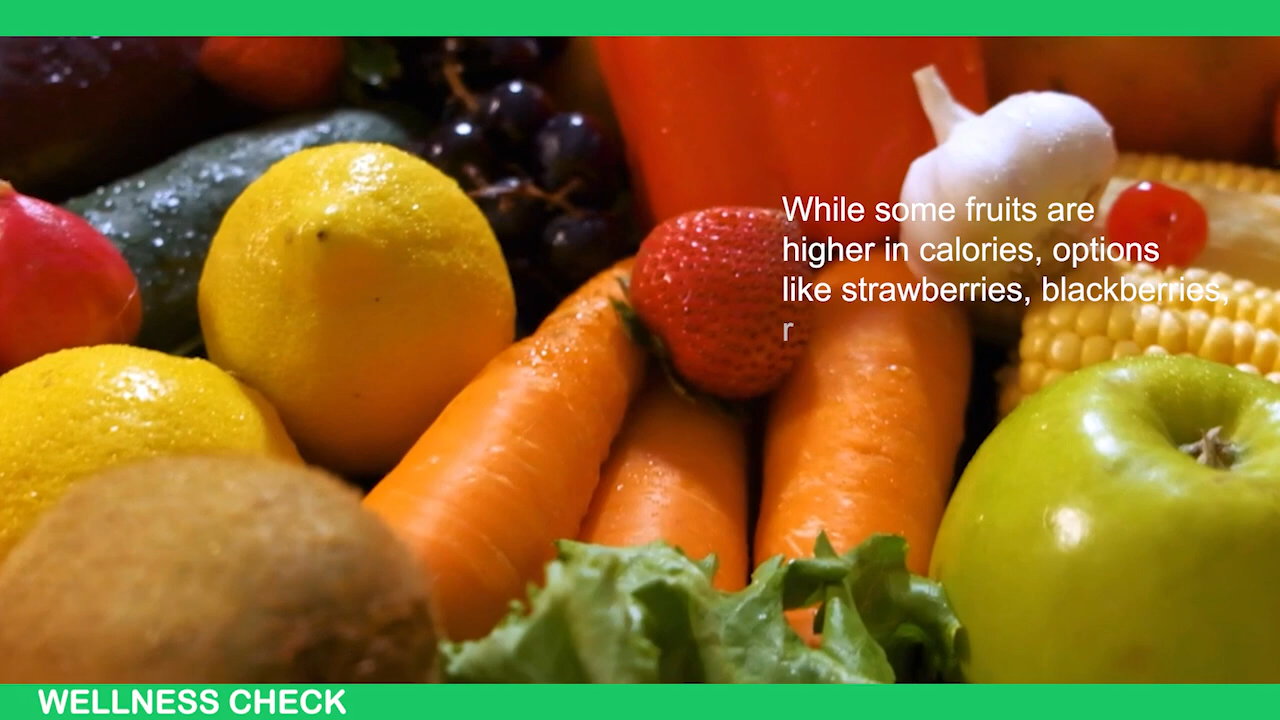 While some fruits are
higher in calories, options
like strawberries, blackberries,
r
WELLNESS CHECK